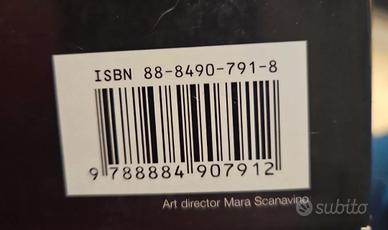 ISBN 88-8490-791-8
9 788884 907912
Art director Mara Scanavino
subito